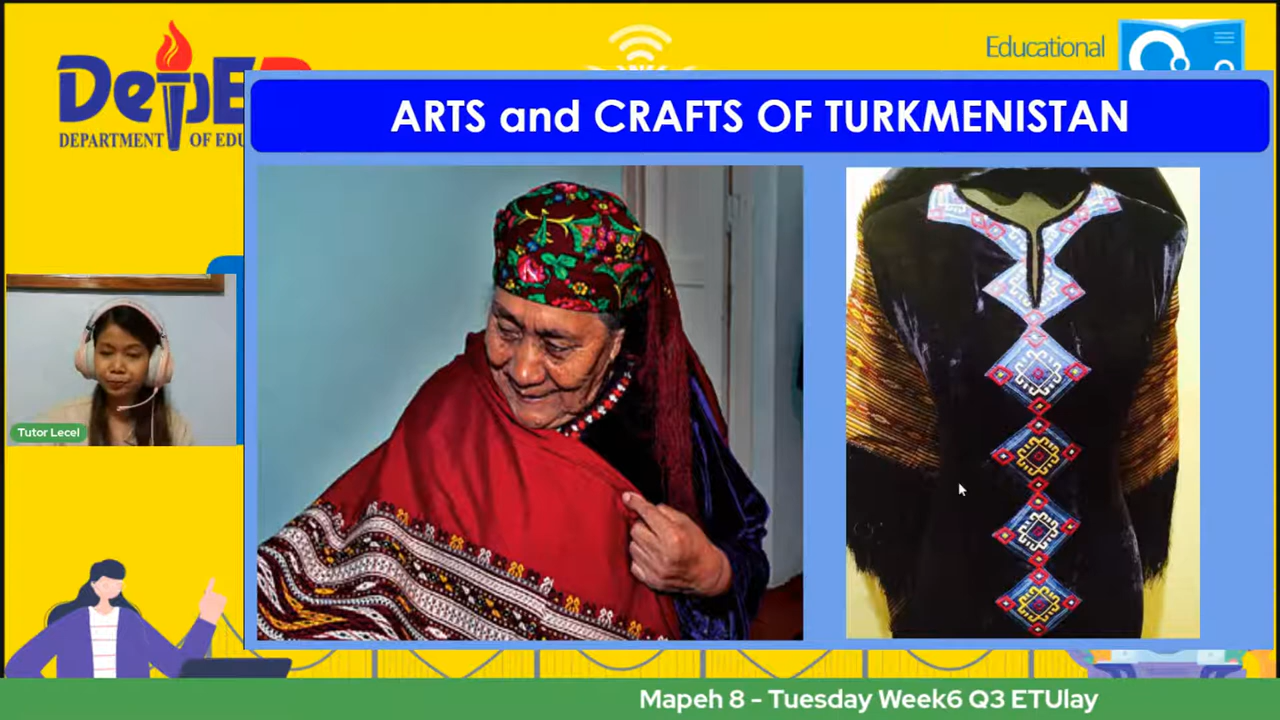 DepED
DEPARTMENT OF EDU
Educational
ARTS and CRAFTS OF TURKMENISTAN
Tutor Lecel
Mapeh 8 - Tuesday Week6 Q3 ETUlay